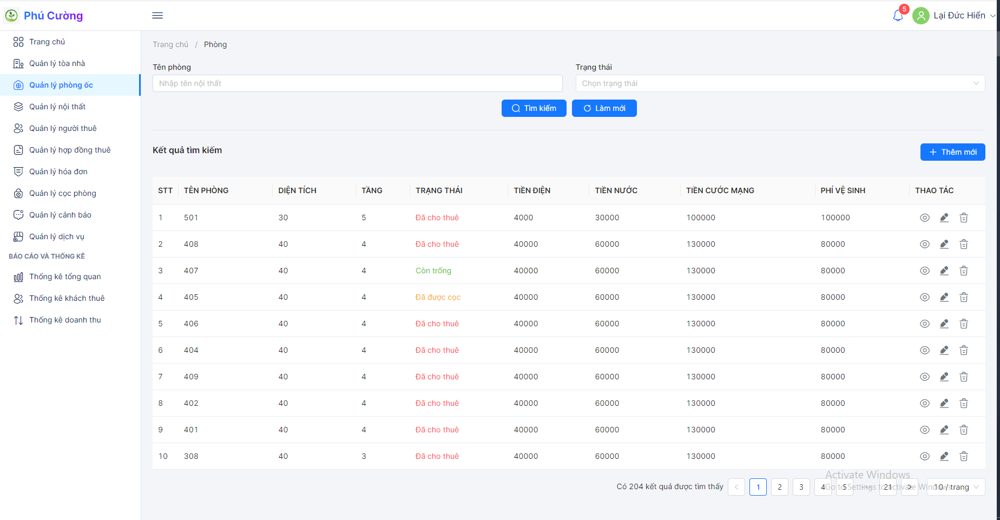 Phú Cường
5
Lại Đức Hiển
Trang chủ
Quản lý tòa nhà
Quản lý phòng ốc
Quản lý nội thất
Quản lý người thuê
Quản lý hợp đồng thuê
Quản lý hóa đơn
Quản lý cọc phòng
Quản lý cảnh báo
Quản lý dịch vụ
BÁO CÁO VÀ THỐNG KÊ
Thống kê tổng quan
Thống kê khách thuê
Thống kê doanh thu
Trang chủ / Phòng
Tên phòng
Nhập tên nội thất
Trạng thái
Chọn trạng thái
Tìm kiếm
Làm mới
Kết quả tìm kiếm
Thêm mới
STT TÊN PHÒNG DIỆN TÍCH TẦNG TRẠNG THÁI TIỀN ĐIỆN TIỀN NƯỚC TIỀN CƯỚC MẠNG PHÍ VỆ SINH THAO TÁC
1 501 30 5 Đã cho thuê 4000 30000 100000 100000
2 408 40 4 Đã cho thuê 40000 60000 130000 80000
3 407 40 4 Còn trống 40000 60000 130000 80000
4 405 40 4 Đã được cọc 40000 60000 130000 80000
5 406 40 4 Đã cho thuê 40000 60000 130000 80000
6 404 40 4 Đã cho thuê 40000 60000 130000 80000
7 409 40 4 Đã cho thuê 40000 60000 130000 80000
8 402 40 4 Đã cho thuê 40000 60000 130000 80000
9 401 40 4 Đã cho thuê 40000 60000 130000 80000
10 308 40 3 Đã cho thuê 40000 60000 130000 80000
Có 204 kết quả được tìm thấy < 1 2 3 4 5 ••• 21 > 10 / trang
Activate Windows
Go to Settings to activate Windows.